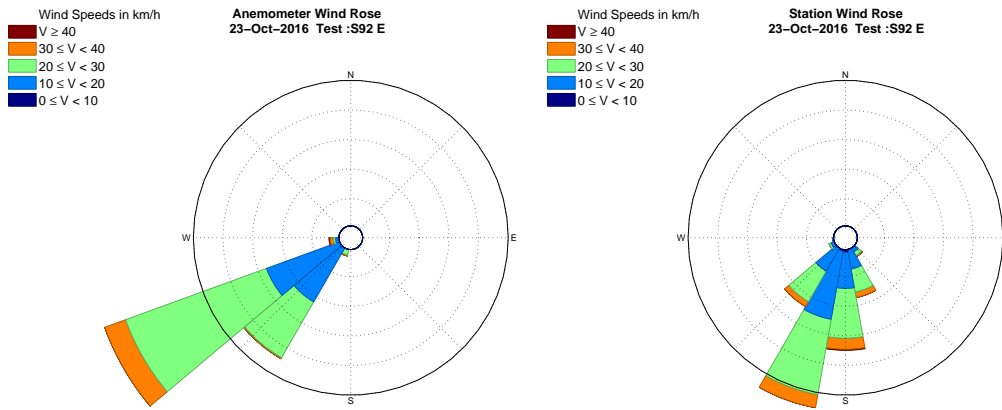 Wind Speeds in km/h
V ≥ 40
30 ≤ V < 40
20 ≤ V < 30
10 ≤ V < 20
0 ≤ V < 10
Anemometer Wind Rose
23−Oct−2016 Test :S92 E
N
W
E
S
Wind Speeds in km/h
V ≥ 40
30 ≤ V < 40
20 ≤ V < 30
10 ≤ V < 20
0 ≤ V < 10
Station Wind Rose
23−Oct−2016 Test :S92 E
N
W
E
S